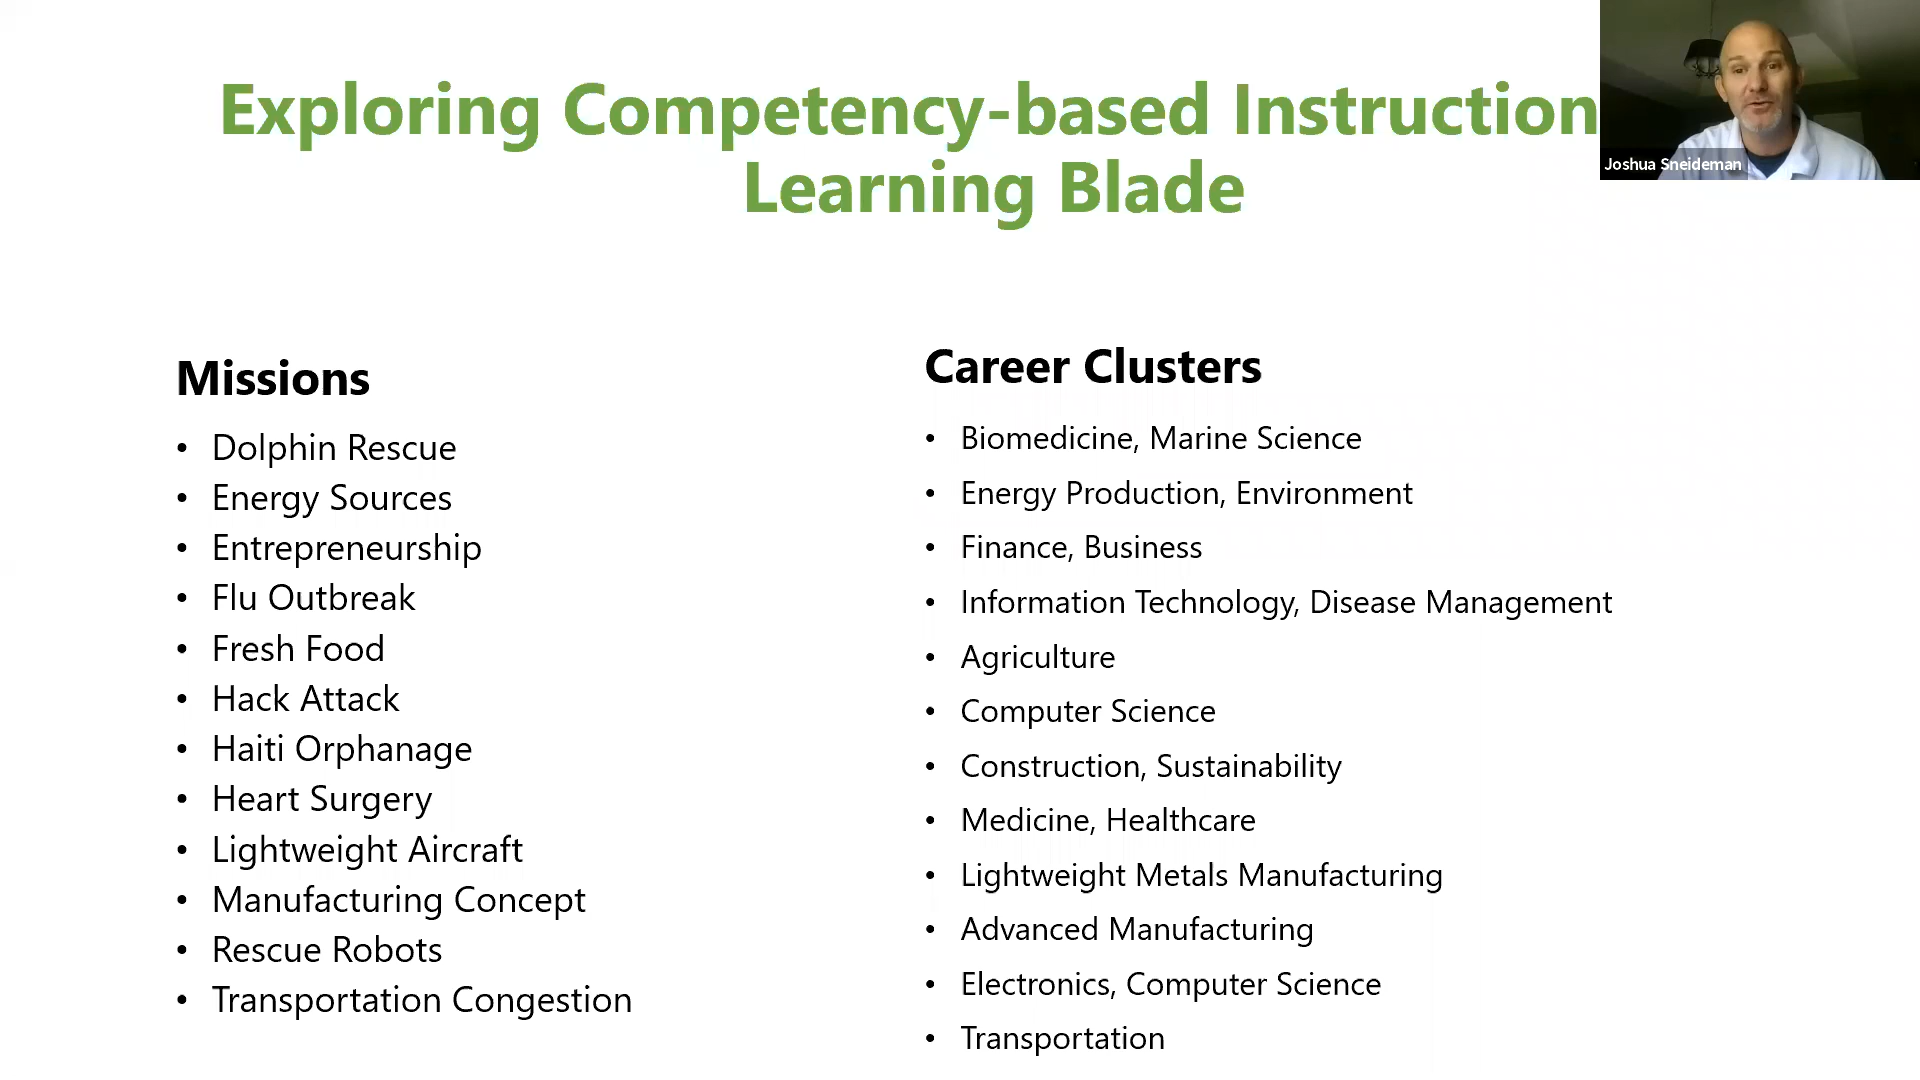 Exploring Competency-based Instruction
Learning Blade
Joshua Sneideman
Missions
• Dolphin Rescue
• Energy Sources
• Entrepreneurship
• Flu Outbreak
• Fresh Food
• Hack Attack
• Haiti Orphanage
• Heart Surgery
• Lightweight Aircraft
• Manufacturing Concept
• Rescue Robots
• Transportation Congestion
Career Clusters
• Biomedicine, Marine Science
• Energy Production, Environment
• Finance, Business
• Information Technology, Disease Management
• Agriculture
• Computer Science
• Construction, Sustainability
• Medicine, Healthcare
• Lightweight Metals Manufacturing
• Advanced Manufacturing
• Electronics, Computer Science
• Transportation